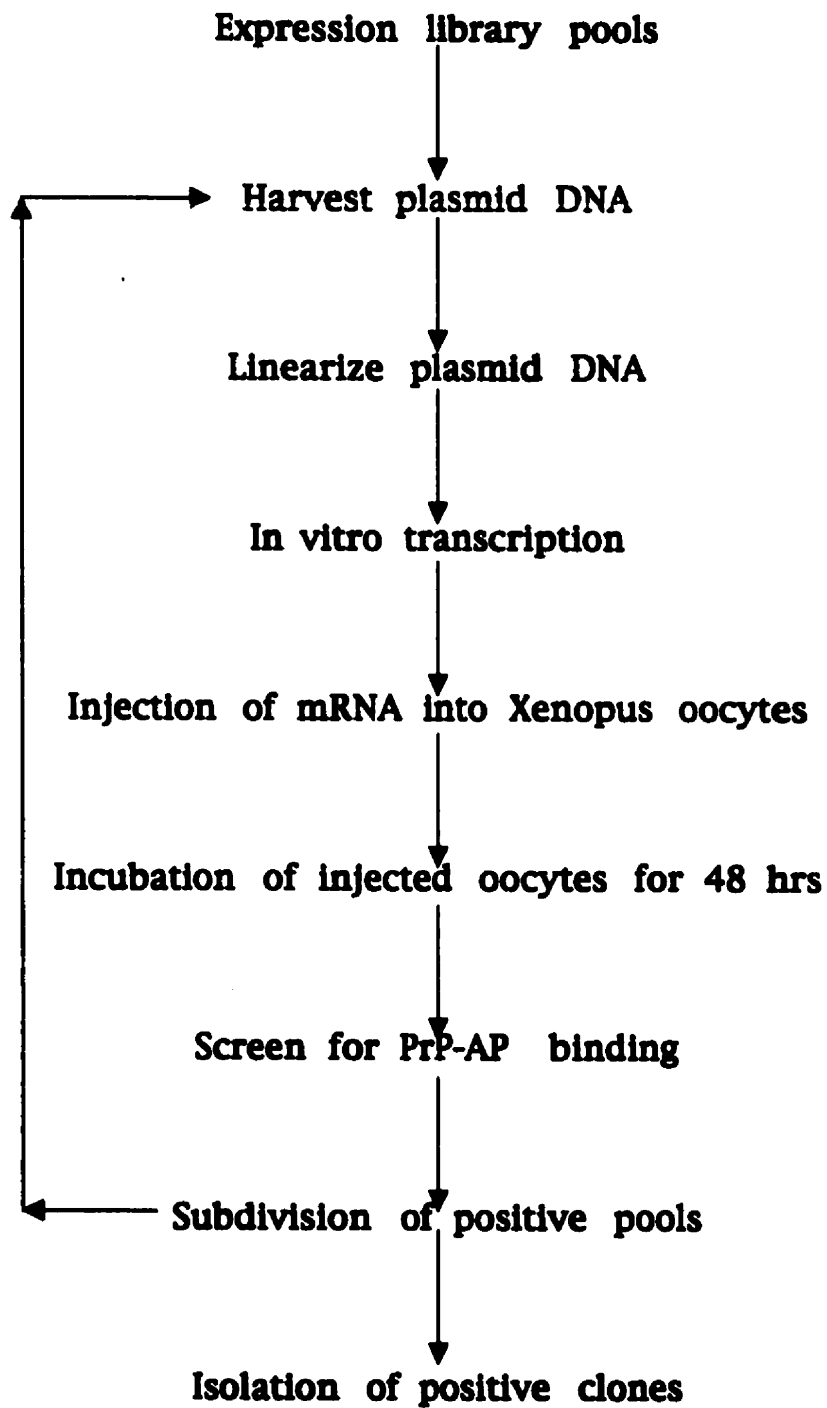 Expression library pools
Harvest plasmid DNA
Linearize plasmid DNA
In vitro transcription
Injection of mRNA into Xenopus oocytes
Incubation of injected oocytes for 48 hrs
Screen for PrP-AP binding
Subdivision of positive pools
Isolation of positive clones